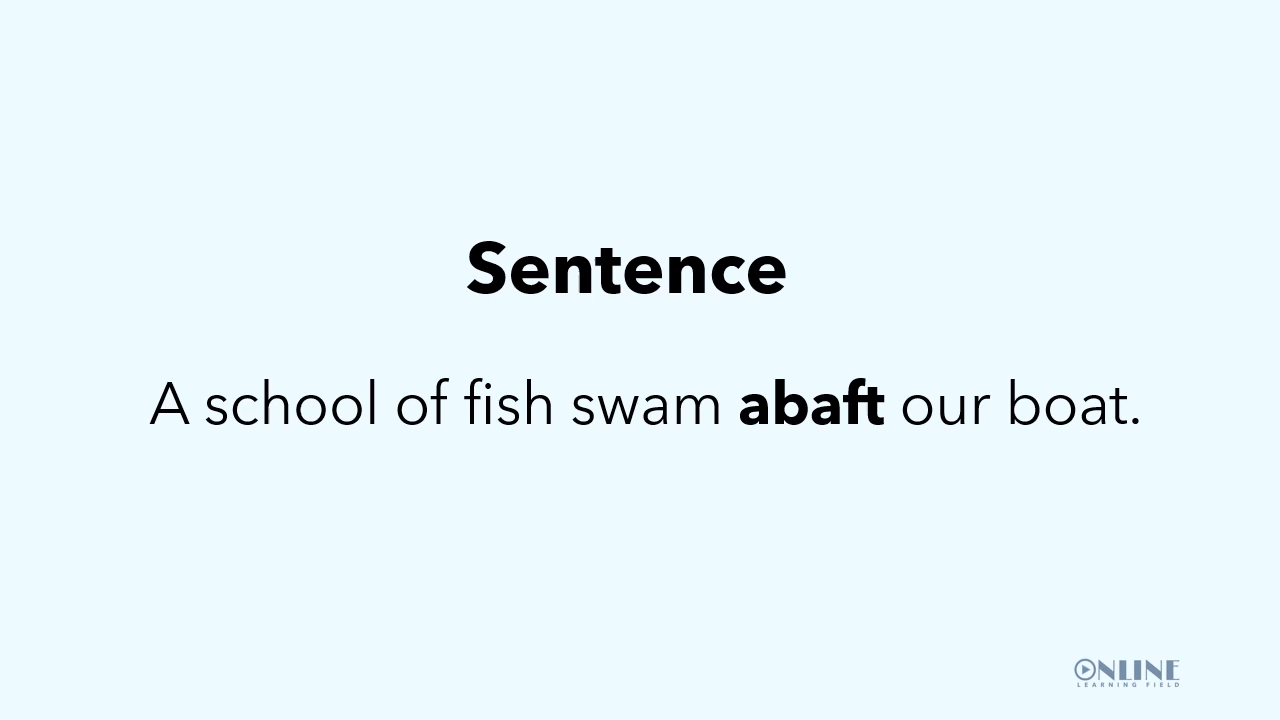 Sentence
A school of fish swam abaft our boat.
ONLINE
LEARNING FIELD